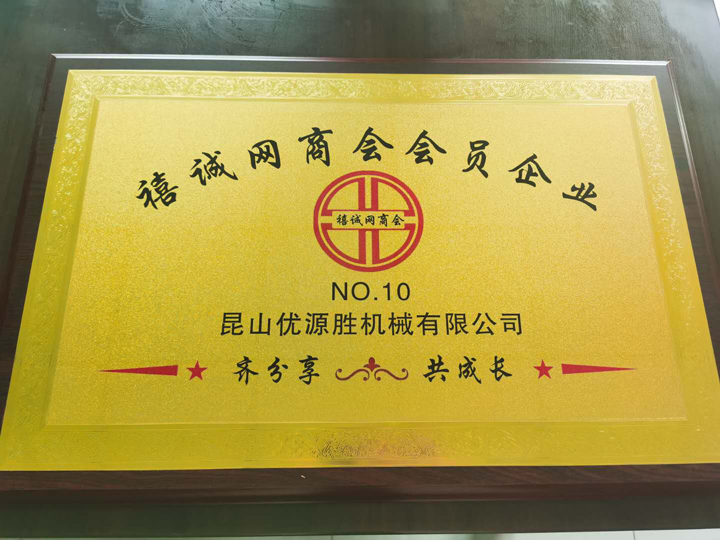 禧诚网商会会员企业
禧诚网商会
NO.10
昆山优源胜机械有限公司
齐分享 共成长